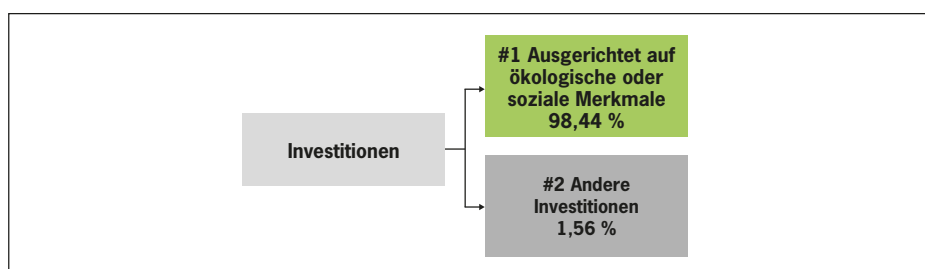 #1 Ausgerichtet auf
ökologische oder
soziale Merkmale
98,44 %
Investitionen
#2 Andere
Investitionen
1,56 %